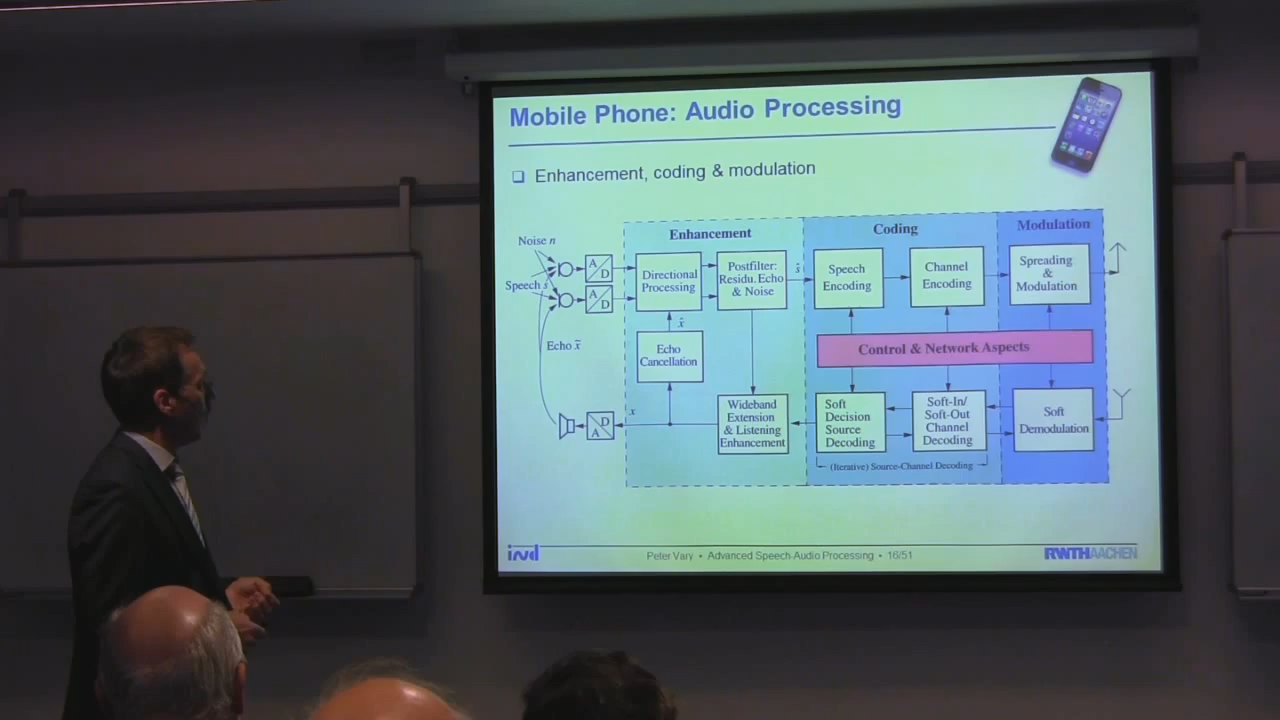 Mobile Phone: Audio Processing
❑ Enhancement, coding & modulation
Enhancement
Coding
Modulation
Noise n
Speech s
Echo x̃
A
D
A
D
Directional
Processing
Postfilter:
Residu. Echo
& Noise
ŝ
Speech
Encoding
Channel
Encoding
Spreading
&
Modulation
x̂
Echo
Cancellation
Control & Network Aspects
x
D
A
Wideband
Extension
& Listening
Enhancement
Soft
Decision
Source
Decoding
Soft-In/
Soft-Out
Channel
Decoding
Soft
Demodulation
(Iterative) Source-Channel Decoding
ind
Peter Vary • Advanced Speech-Audio Processing • 16/51
RWTHAACHEN